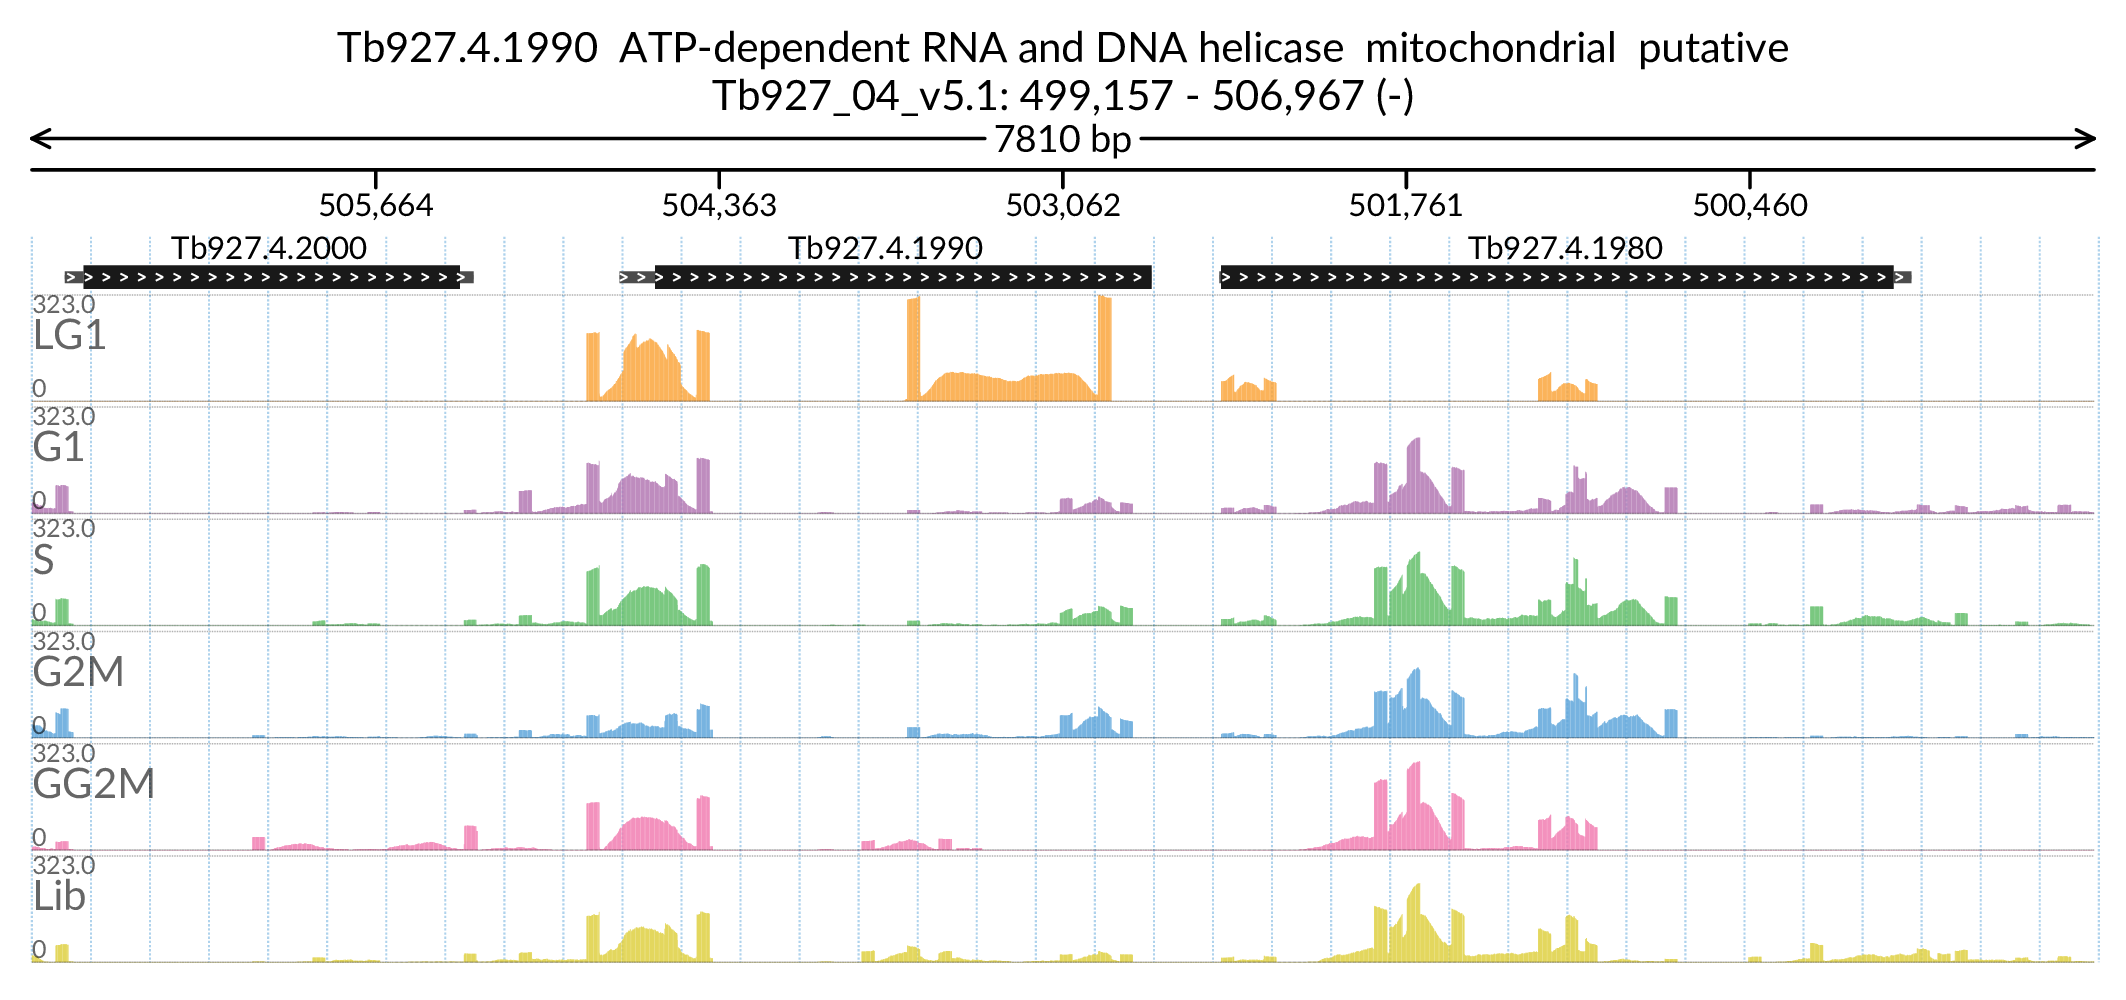 Tb927.4.1990 ATP-dependent RNA and DNA helicase mitochondrial putative
Tb927_04_v5.1: 499,157 - 506,967 (-)
7810 bp
505,664 504,363 503,062 501,761 500,460
Tb927.4.2000 Tb927.4.1990 Tb927.4.1980
323.0
LG1
0
323.0
G1
0
323.0
S
0
323.0
G2M
0
323.0
GG2M
0
323.0
Lib
0